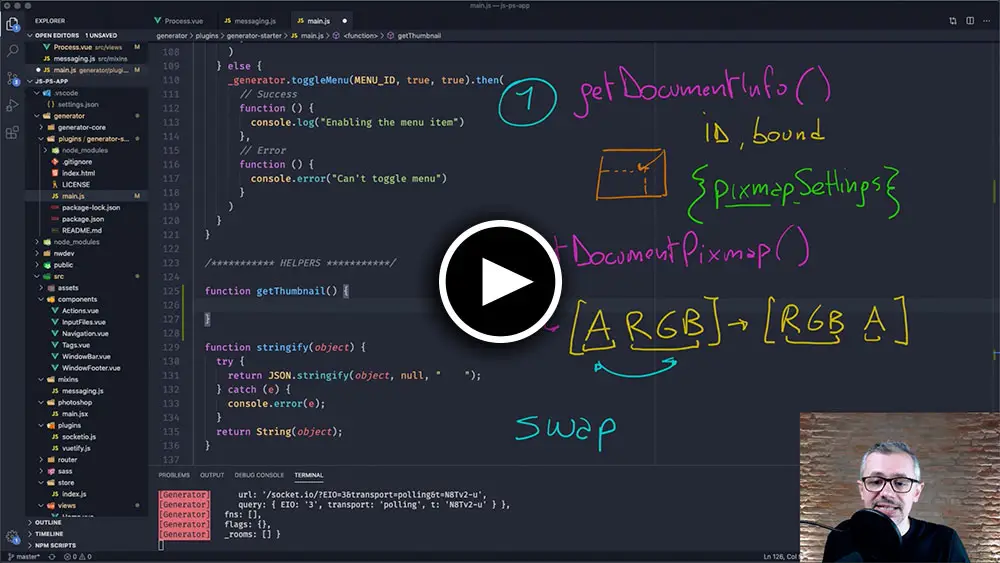 main.js — js-ps-app
EXPLORER
OPEN EDITORS 1 UNSAVED
Process.vue src/views M
messaging.js src/mixins
main.js generator/plugi... M
JS-PS-APP
.vscode
settings.json
generator
generator-core
plugins / generator-s...
node_modules
.gitignore
index.html
LICENSE
main.js M
package-lock.json
package.json
README.md
node_modules
nwdev
public
src
assets
components
Actions.vue
InputFiles.vue
Navigation.vue
Tags.vue
WindowBar.vue
WindowFooter.vue
mixins
messaging.js
photoshop
main.jsx
plugins
socketio.js
vuetify.js
router
sass
store
index.js
views
OUTLINE
TIMELINE
NPM SCRIPTS
master*
0 0
Process.vue
messaging.js
main.js
generator > plugins > generator-starter > main.js > <function> > getThumbnail
108 )
109 } else {
110 _generator.toggleMenu(MENU_ID, true, true).then(
111 // Success
112 function () {
113 console.log("Enabling the menu item")
114 },
115 // Error
116 function () {
117 console.error("Can't toggle menu")
118 }
119 )
120 }
121 }
122
123 /*********** HELPERS ***********/
124
125 function getThumbnail() {
126
127 }
128
129 function stringify(object) {
130 try {
131 return JSON.stringify(object, null, "    ");
132 } catch (e) {
133 console.error(e);
134 }
135 return String(object);
136 }
137
1 getDocumentInfo()
ID, bound
{pixmapSettings}
tDocumentPixmap()
[A RGB] → [RGB A]
swap
PROBLEMS OUTPUT DEBUG CONSOLE TERMINAL
[Generator] url: '/socket.io/?EIO=3&transport=polling&t=N8Tv2-u',
[Generator] query: { EIO: '3', transport: 'polling', t: 'N8Tv2-u' } },
[Generator] fns: [],
[Generator] flags: {},
[Generator] _rooms: [] }
Ln 126,